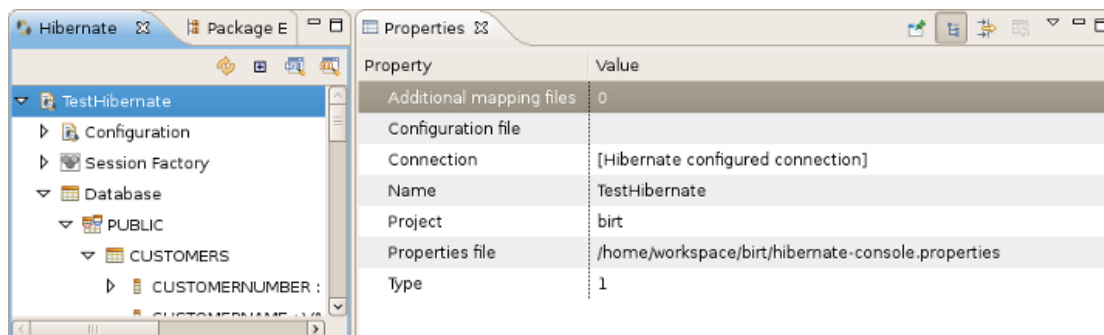 Hibernate
Package E
TestHibernate
Configuration
Session Factory
Database
PUBLIC
CUSTOMERS
CUSTOMERNUMBER :
Properties
Property Value
Additional mapping files 0
Configuration file
Connection [Hibernate configured connection]
Name TestHibernate
Project birt
Properties file /home/workspace/birt/hibernate-console.properties
Type 1